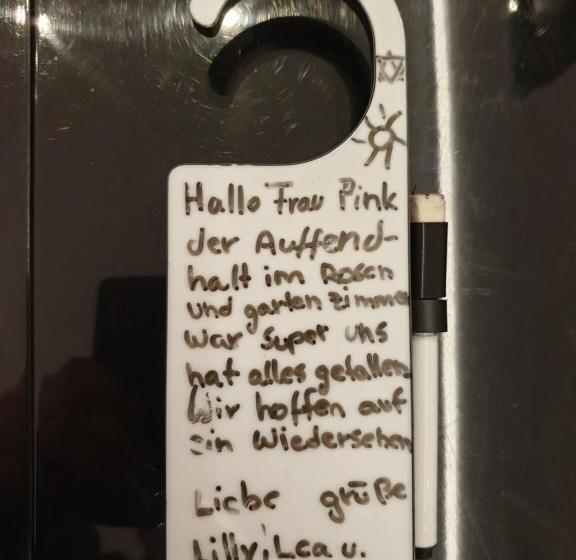 Hallo Frau Pink
der Auffend-
halt im Rosen
und garten zimmer
war super uns
hat alles gefallen
Wir hoffen auf
ein Wiedersehen
Liebe grüße
Lilly, Lea u.